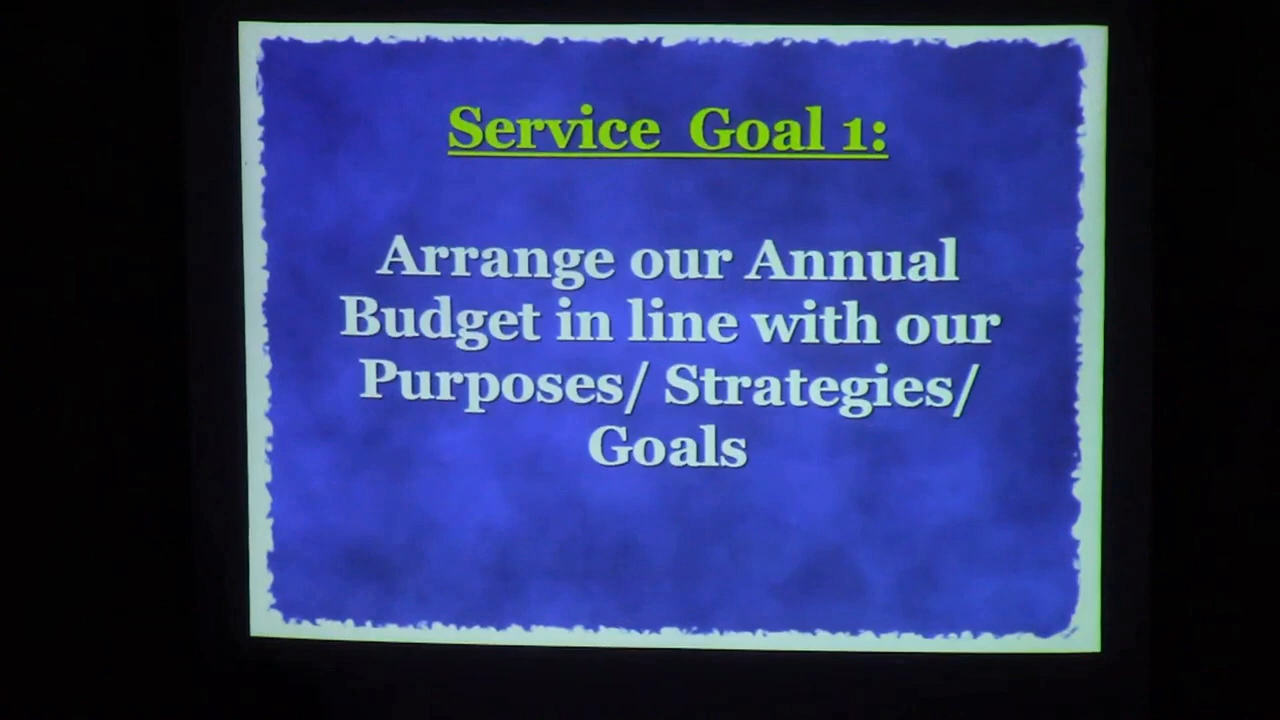 Service Goal 1:
Arrange our Annual
Budget in line with our
Purposes/ Strategies/
Goals